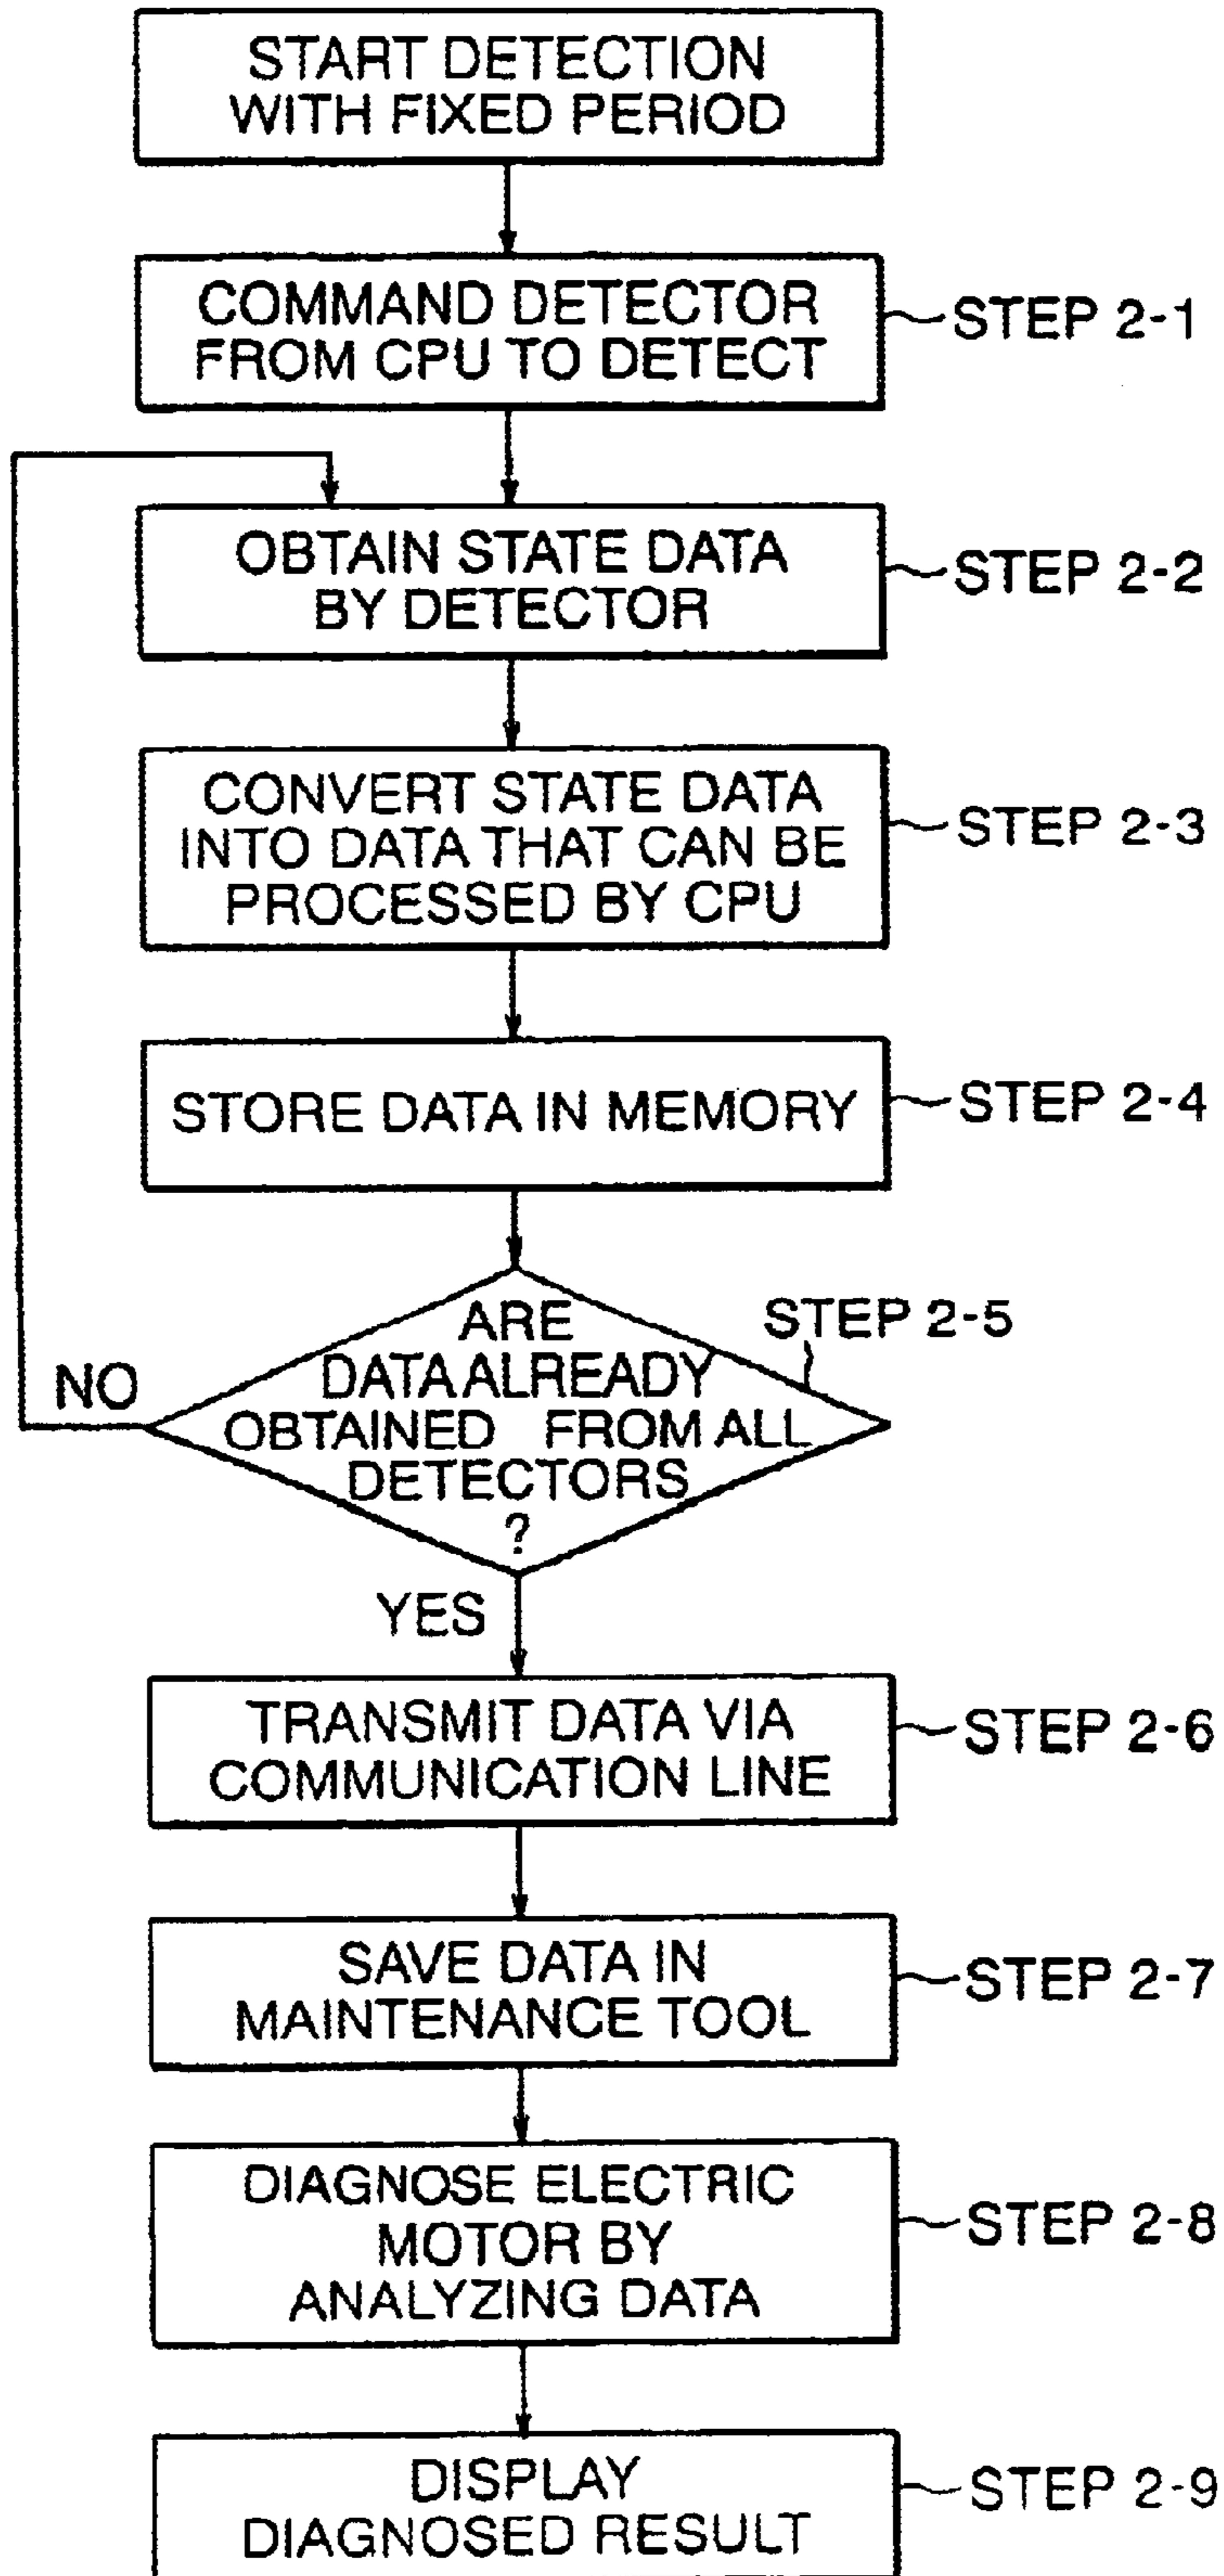 START DETECTION
WITH FIXED PERIOD
COMMAND DETECTOR
FROM CPU TO DETECT
STEP 2-1
OBTAIN STATE DATA
BY DETECTOR
STEP 2-2
CONVERT STATE DATA
INTO DATA THAT CAN BE
PROCESSED BY CPU
STEP 2-3
STORE DATA IN MEMORY
STEP 2-4
ARE
DATA ALREADY
OBTAINED FROM ALL
DETECTORS
?
STEP 2-5
NO
YES
TRANSMIT DATA VIA
COMMUNICATION LINE
STEP 2-6
SAVE DATA IN
MAINTENANCE TOOL
STEP 2-7
DIAGNOSE ELECTRIC
MOTOR BY
ANALYZING DATA
STEP 2-8
DISPLAY
DIAGNOSED RESULT
STEP 2-9